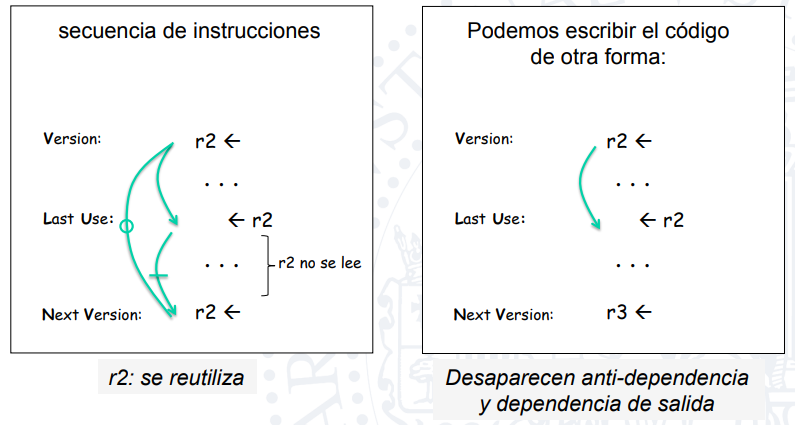 secuencia de instrucciones
Version: r2 ←
. . .
Last Use: ← r2
. . . r2 no se lee
Next Version: r2 ←
r2: se reutiliza
Podemos escribir el código
de otra forma:
Version: r2 ←
. . .
Last Use: ← r2
. . .
Next Version: r3 ←
Desaparecen anti-dependencia
y dependencia de salida